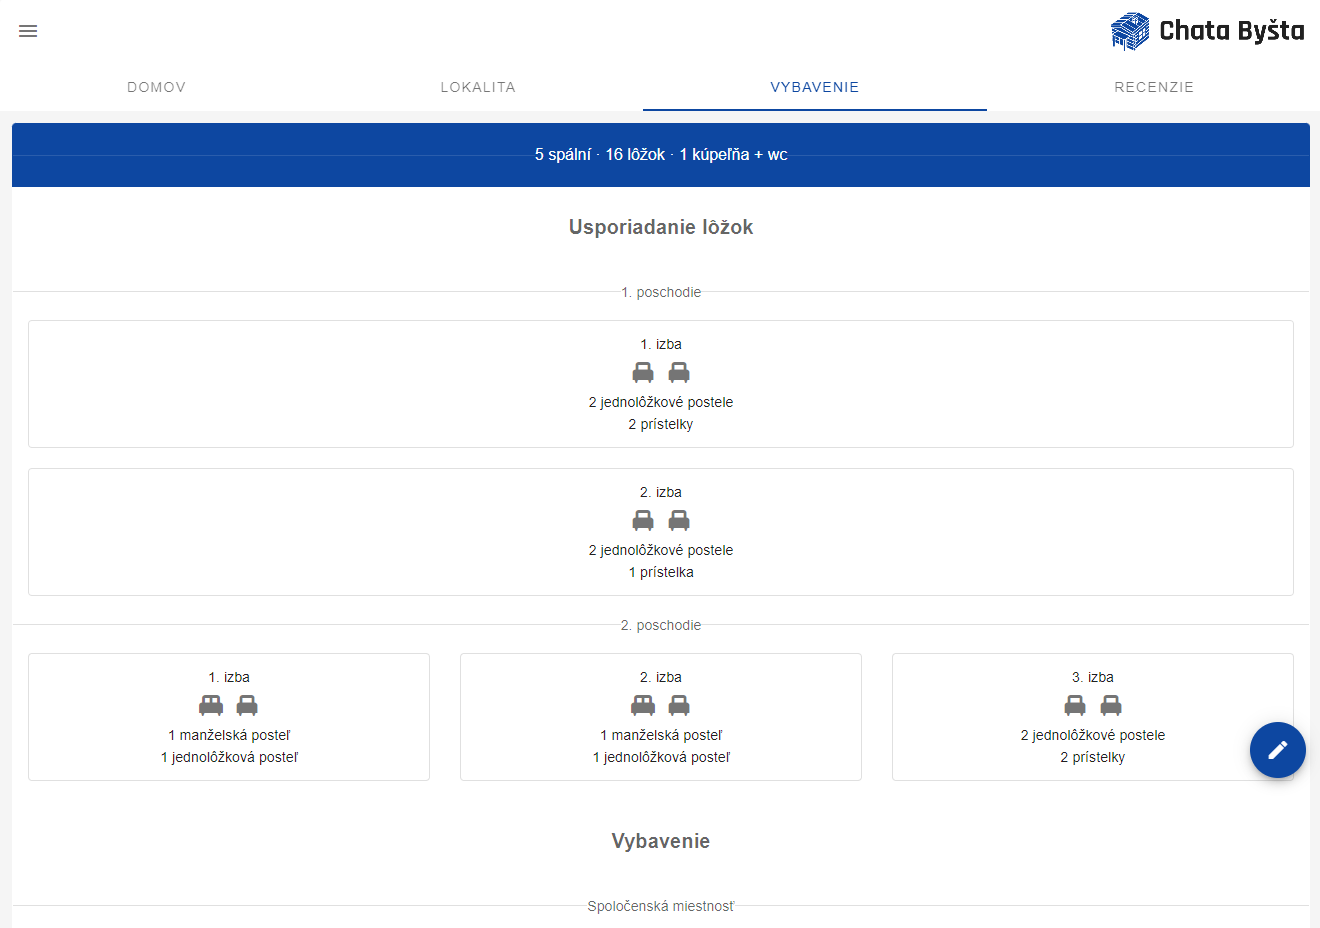 Chata Byšta
DOMOV
LOKALITA
VYBAVENIE
RECENZIE
5 spální · 16 lôžok · 1 kúpeľňa + wc
Usporiadanie lôžok
1. poschodie
1. izba
2 jednolôžkové postele
2 prístelky
2. izba
2 jednolôžkové postele
1 prístelka
2. poschodie
1. izba
1 manželská posteľ
1 jednolôžková posteľ
2. izba
1 manželská posteľ
1 jednolôžková posteľ
3. izba
2 jednolôžkové postele
2 prístelky
Vybavenie
Spoločenská miestnosť